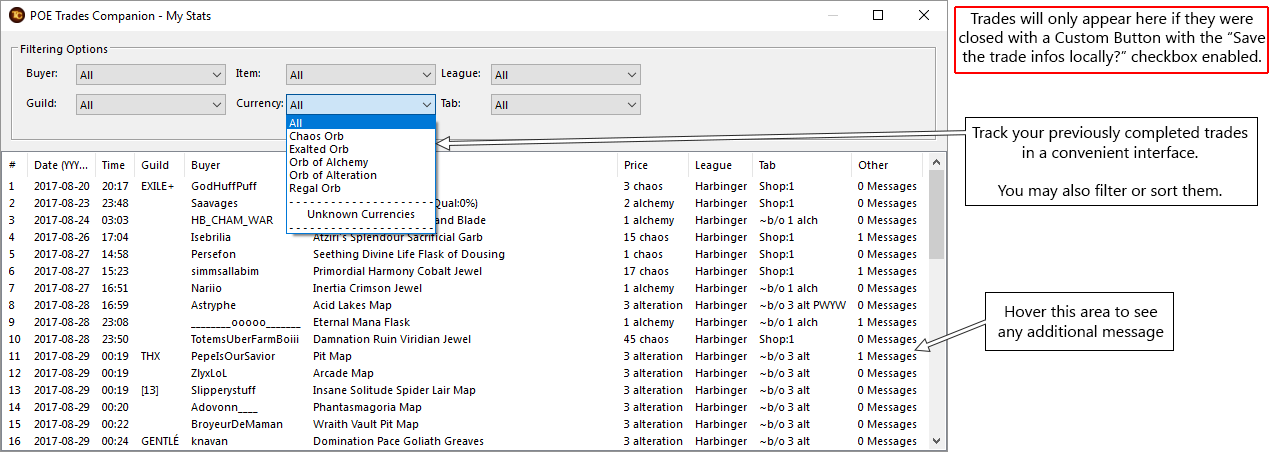 POE Trades Companion - My Stats
Filtering Options
Buyer: All Item: All League: All
Guild: All Currency: All Tab: All
All
Chaos Orb
Exalted Orb
Orb of Alchemy
Orb of Alteration
Regal Orb
- - - - - - - - - - - - - - - - - - - - - - -
Unknown Currencies
- - - - - - - - - - - - - - - - - - - - - - -
# Date (YYY... Time Guild Buyer Price League Tab Other
1 2017-08-20 20:17 EXILE+ GodHuffPuff 3 chaos Harbinger Shop:1 0 Messages
2 2017-08-23 23:48 Saavages Qual:0%) 2 alchemy Harbinger Shop:1 0 Messages
3 2017-08-24 03:03 HB_CHAM_WAR and Blade 1 alchemy Harbinger ~b/o 1 alch 0 Messages
4 2017-08-26 17:04 Isebrilia Atziri's Splendour Sacrificial Garb 15 chaos Harbinger Shop:1 1 Messages
5 2017-08-27 14:58 Persefon Seething Divine Life Flask of Dousing 1 chaos Harbinger Shop:1 0 Messages
6 2017-08-27 15:23 simmsallabim Primordial Harmony Cobalt Jewel 17 chaos Harbinger Shop:1 1 Messages
7 2017-08-27 16:51 Nariio Inertia Crimson Jewel 1 alchemy Harbinger ~b/o 1 alch 0 Messages
8 2017-08-28 16:59 Astryphe Acid Lakes Map 3 alteration Harbinger ~b/o 3 alt PWYW 0 Messages
9 2017-08-28 23:08 ________ooooo_______ Eternal Mana Flask 1 alchemy Harbinger ~b/o 1 alch 1 Messages
10 2017-08-28 23:50 TotemsUberFarmBoiii Damnation Ruin Viridian Jewel 45 chaos Harbinger Shop:1 0 Messages
11 2017-08-29 00:19 THX PepeIsOurSavior Pit Map 3 alteration Harbinger ~b/o 3 alt 1 Messages
12 2017-08-29 00:19 ZlyxLoL Arcade Map 3 alteration Harbinger ~b/o 3 alt 0 Messages
13 2017-08-29 00:19 [13] Slipperystuff Insane Solitude Spider Lair Map 3 alteration Harbinger ~b/o 3 alt 0 Messages
14 2017-08-29 00:20 Adovonn____ Phantasmagoria Map 3 alteration Harbinger ~b/o 3 alt 0 Messages
15 2017-08-29 00:22 BroyeurDeMaman Wraith Vault Pit Map 3 alteration Harbinger ~b/o 3 alt 0 Messages
16 2017-08-29 00:24 GENTLÉ knavan Domination Pace Goliath Greaves 3 alteration Harbinger ~b/o 3 alt 0 Messages
Trades will only appear here if they were
closed with a Custom Button with the “Save
the trade infos locally?” checkbox enabled.
Track your previously completed trades
in a convenient interface.
You may also filter or sort them.
Hover this area to see
any additional message